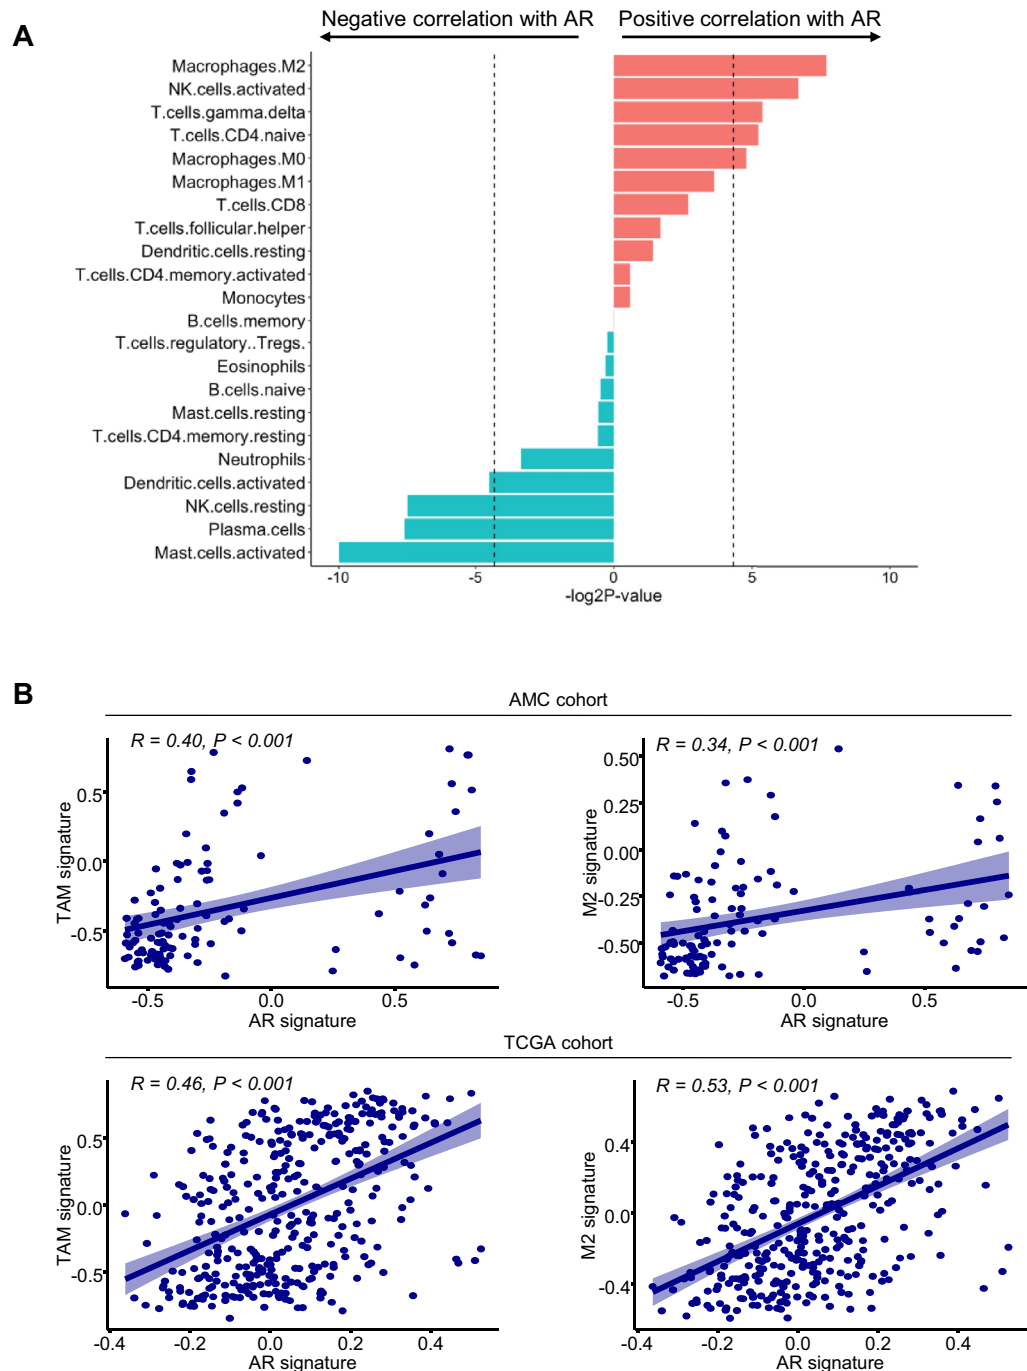 A
Negative correlation with AR
Positive correlation with AR
Macrophages.M2
NK.cells.activated
T.cells.gamma.delta
T.cells.CD4.naive
Macrophages.M0
Macrophages.M1
T.cells.CD8
T.cells.follicular.helper
Dendritic.cells.resting
T.cells.CD4.memory.activated
Monocytes
B.cells.memory
T.cells.regulatory..Tregs.
Eosinophils
B.cells.naive
Mast.cells.resting
T.cells.CD4.memory.resting
Neutrophils
Dendritic.cells.activated
NK.cells.resting
Plasma.cells
Mast.cells.activated
-10 -5 0 5 10
-log2P-value
B
AMC cohort
R = 0.40, P < 0.001
TAM signature
0.5
0.0
-0.5
-0.5 0.0 0.5
AR signature
R = 0.34, P < 0.001
M2 signature
0.50
0.25
0.00
-0.25
-0.50
-0.5 0.0 0.5
AR signature
TCGA cohort
R = 0.46, P < 0.001
TAM signature
0.5
0.0
-0.5
-0.4 -0.2 0.0 0.2 0.4
AR signature
R = 0.53, P < 0.001
M2 signature
0.4
0.0
-0.4
-0.4 -0.2 0.0 0.2 0.4
AR signature